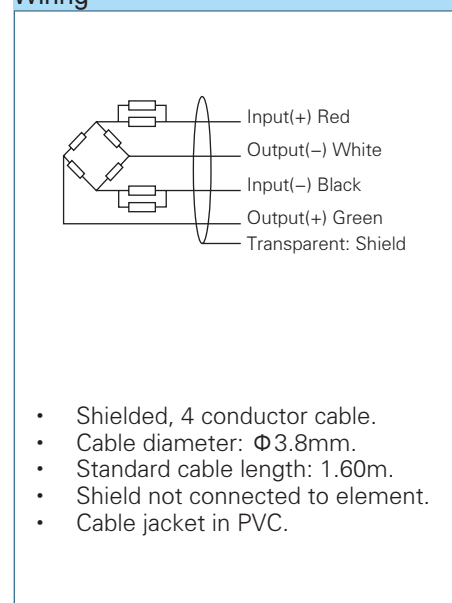 Wiring
Input(+) Red
Output(−) White
Input(−) Black
Output(+) Green
Transparent: Shield
• Shielded, 4 conductor cable.
• Cable diameter: Φ3.8mm.
• Standard cable length: 1.60m.
• Shield not connected to element.
• Cable jacket in PVC.